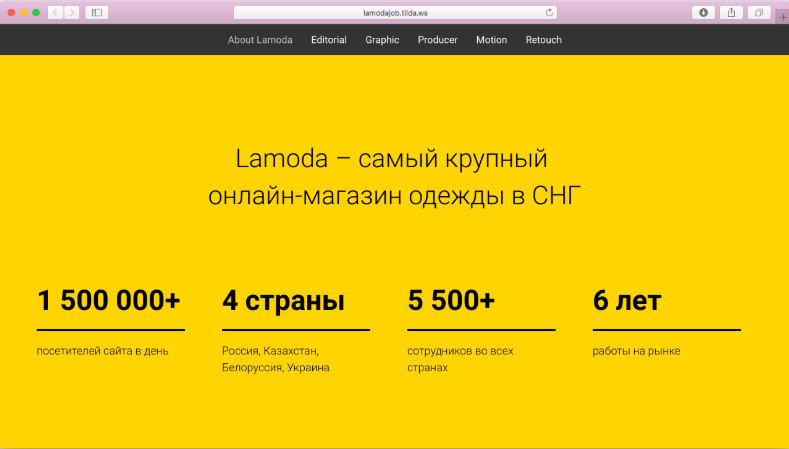 lamodajob.tilda.ws
About Lamoda Editorial Graphic Producer Motion Retouch
Lamoda – самый крупный
онлайн-магазин одежды в СНГ
1 500 000+
посетителей сайта в день
4 страны
Россия, Казахстан,
Белоруссия, Украина
5 500+
сотрудников во всех
странах
6 лет
работы на рынке